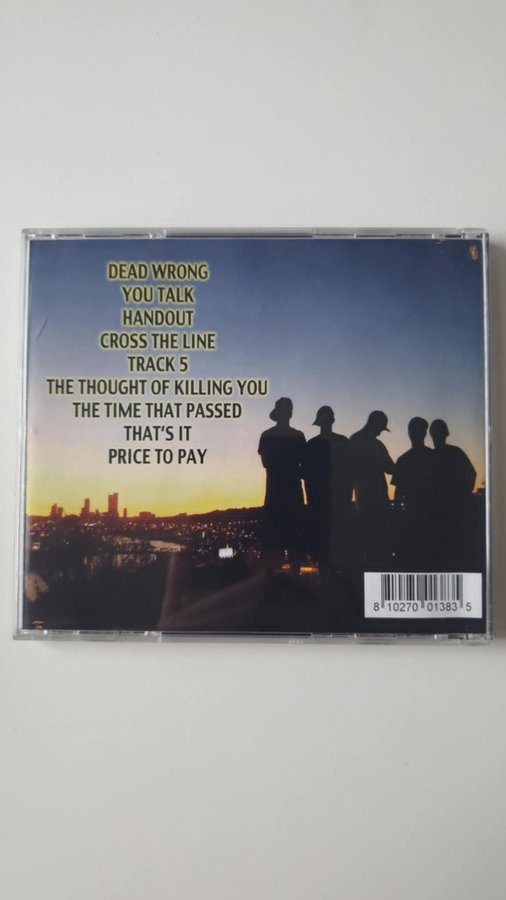 DEAD WRONG
YOU TALK
HANDOUT
CROSS THE LINE
TRACK 5
THE THOUGHT OF KILLING YOU
THE TIME THAT PASSED
THAT'S IT
PRICE TO PAY
8 10270 01383 5